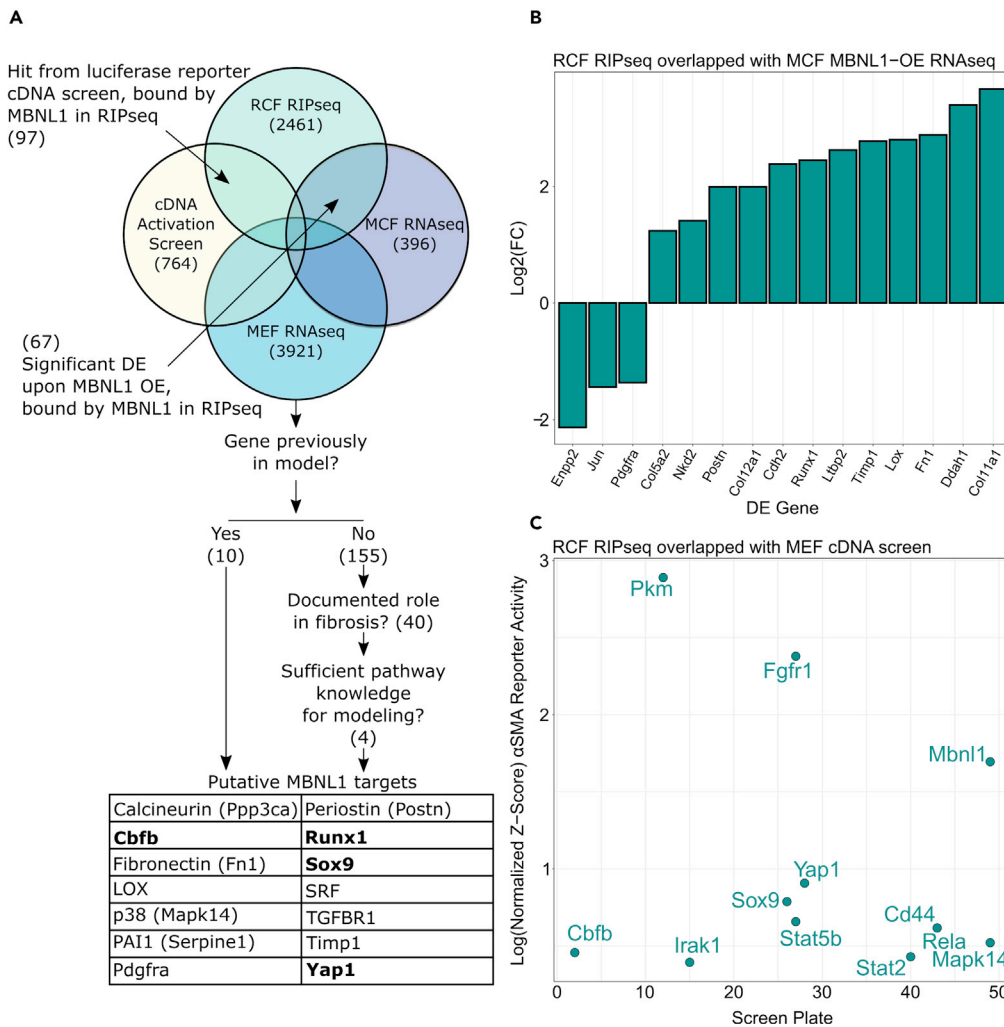 A
Hit from luciferase reporter
cDNA screen, bound by
MBNL1 in RIPseq
(97)
RCF RIPseq
(2461)
cDNA
Activation
Screen
(764)
MCF RNAseq
(396)
MEF RNAseq
(3921)
(67)
Significant DE
upon MBNL1 OE,
bound by MBNL1 in RIPseq
Gene previously
in model?
Yes
(10)
No
(155)
Documented role
in fibrosis? (40)
Sufficient pathway
knowledge
for modeling?
(4)
Putative MBNL1 targets
Calcineurin (Ppp3ca) Periostin (Postn)
Cbfb Runx1
Fibronectin (Fn1) Sox9
LOX SRF
p38 (Mapk14) TGFBR1
PAI1 (Serpine1) Timp1
Pdgfra Yap1
B
RCF RIPseq overlapped with MCF MBNL1−OE RNAseq
Log2(FC)
2
0
−2
Enpp2
Jun
Pdgfra
Col5a2
Nkd2
Postn
Col12a1
Cdh2
Runx1
Ltbp2
Timp1
Lox
Fn1
Ddah1
Col11a1
DE Gene
C
RCF RIPseq overlapped with MEF cDNA screen
Log(Normalized Z−Score) αSMA Reporter Activity
3
2
1
Pkm
Fgfr1
Mbnl1
Yap1
Sox9
Stat5b
Cd44
Cbfb
Irak1
Rela
Stat2
Mapk14
0 10 20 30 40 50
Screen Plate